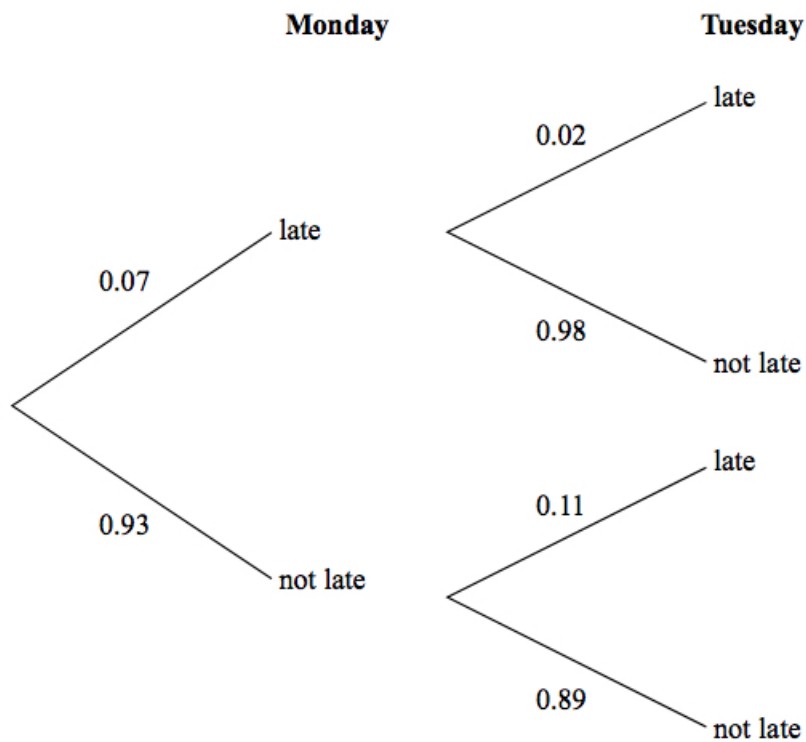 Monday Tuesday
late
0.02
late
0.07
0.98
not late
late
0.11
0.93
not late
0.89
not late